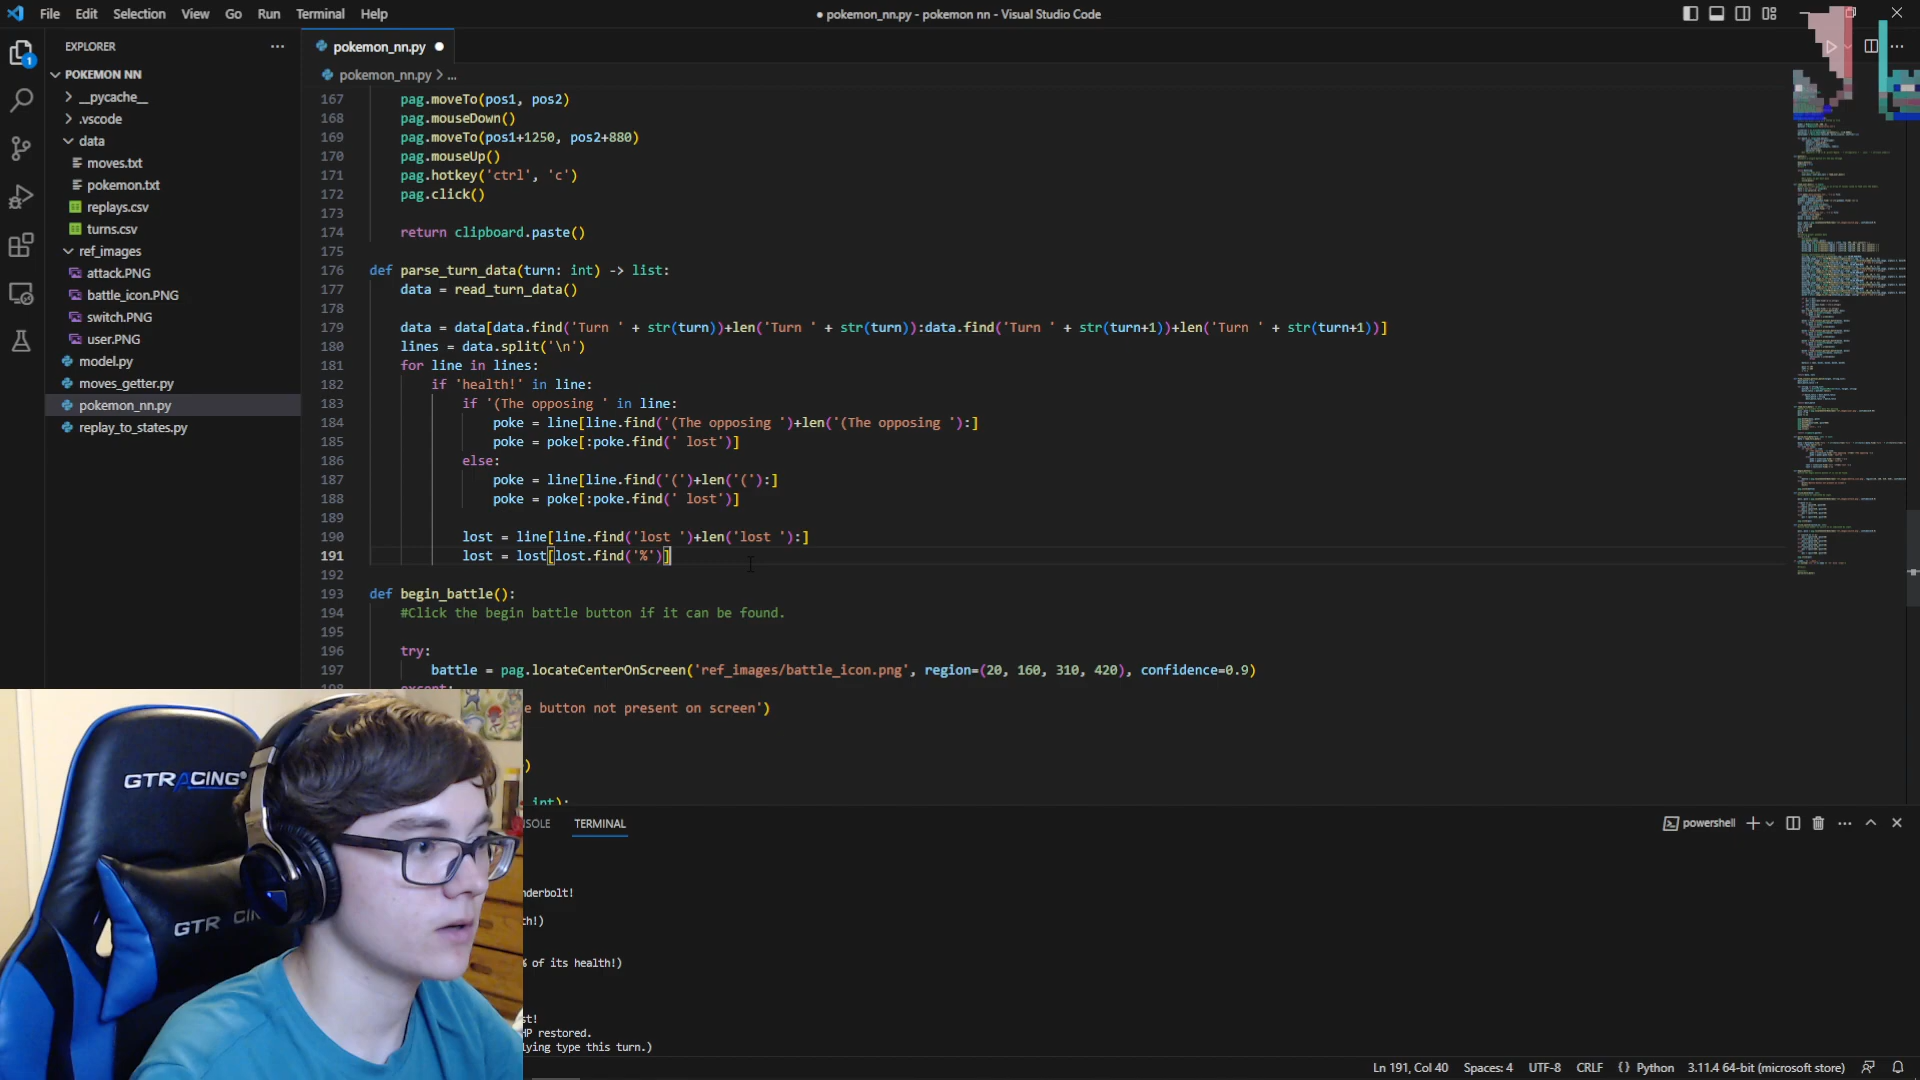 File Edit Selection View Go Run Terminal Help
● pokemon_nn.py - pokemon nn - Visual Studio Code
EXPLORER
POKEMON NN
__pycache__
.vscode
data
moves.txt
pokemon.txt
replays.csv
turns.csv
ref_images
attack.PNG
battle_icon.PNG
switch.PNG
user.PNG
model.py
moves_getter.py
pokemon_nn.py
replay_to_states.py
1
pokemon_nn.py ●
pokemon_nn.py > ...
167 pag.moveTo(pos1, pos2)
168 pag.mouseDown()
169 pag.moveTo(pos1+1250, pos2+880)
170 pag.mouseUp()
171 pag.hotkey('ctrl', 'c')
172 pag.click()
173
174 return clipboard.paste()
175
176 def parse_turn_data(turn: int) -> list:
177 data = read_turn_data()
178
179 data = data[data.find('Turn ' + str(turn))+len('Turn ' + str(turn)):data.find('Turn ' + str(turn+1))+len('Turn ' + str(turn+1))]
180 lines = data.split('\n')
181 for line in lines:
182 if 'health!' in line:
183 if '(The opposing ' in line:
184 poke = line[line.find('(The opposing ')+len('(The opposing '):]
185 poke = poke[:poke.find(' lost')]
186 else:
187 poke = line[line.find('(')+len('('):]
188 poke = poke[:poke.find(' lost')]
189
190 lost = line[line.find('lost ')+len('lost '):]
191 lost = lost[lost.find('%')]
192
193 def begin_battle():
194 #Click the begin battle button if it can be found.
195
196 try:
197 battle = pag.locateCenterOnScreen('ref_images/battle_icon.png', region=(20, 160, 310, 420), confidence=0.9)
except:
e button not present on screen')
)
int):
GTRACING
GTR
SOLE TERMINAL
powershell
nderbolt!
ch!)
% of its health!)
st!
HP restored.
lying type this turn.)
Ln 191, Col 40 Spaces: 4 UTF-8 CRLF {} Python 3.11.4 64-bit (microsoft store)